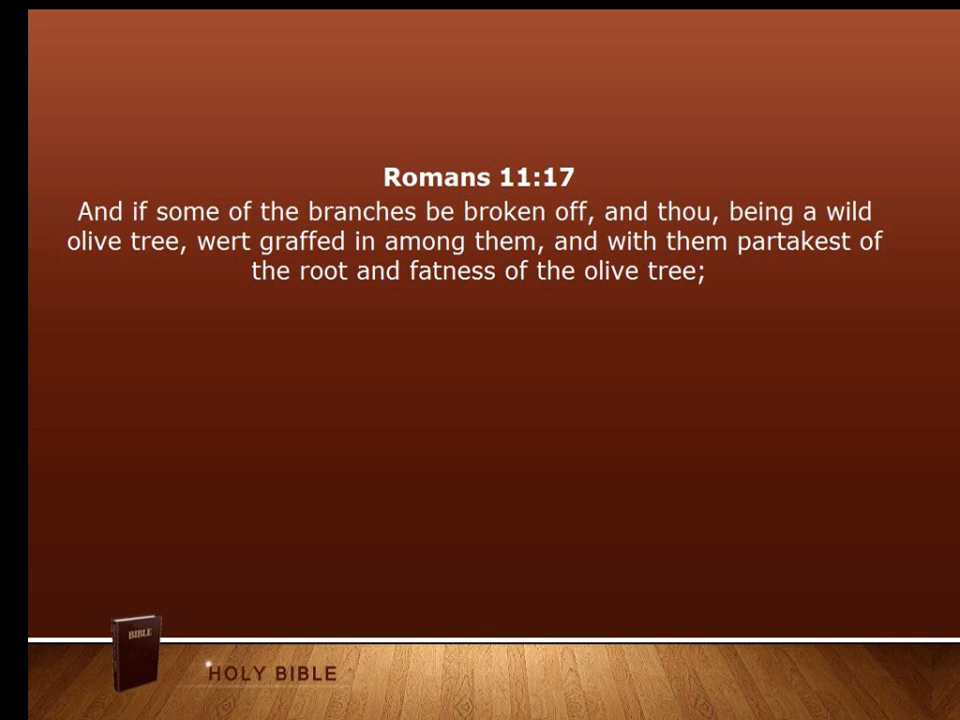 Romans 11:17
And if some of the branches be broken off, and thou, being a wild
olive tree, wert graffed in among them, and with them partakest of
the root and fatness of the olive tree;
BIBLE
HOLY BIBLE